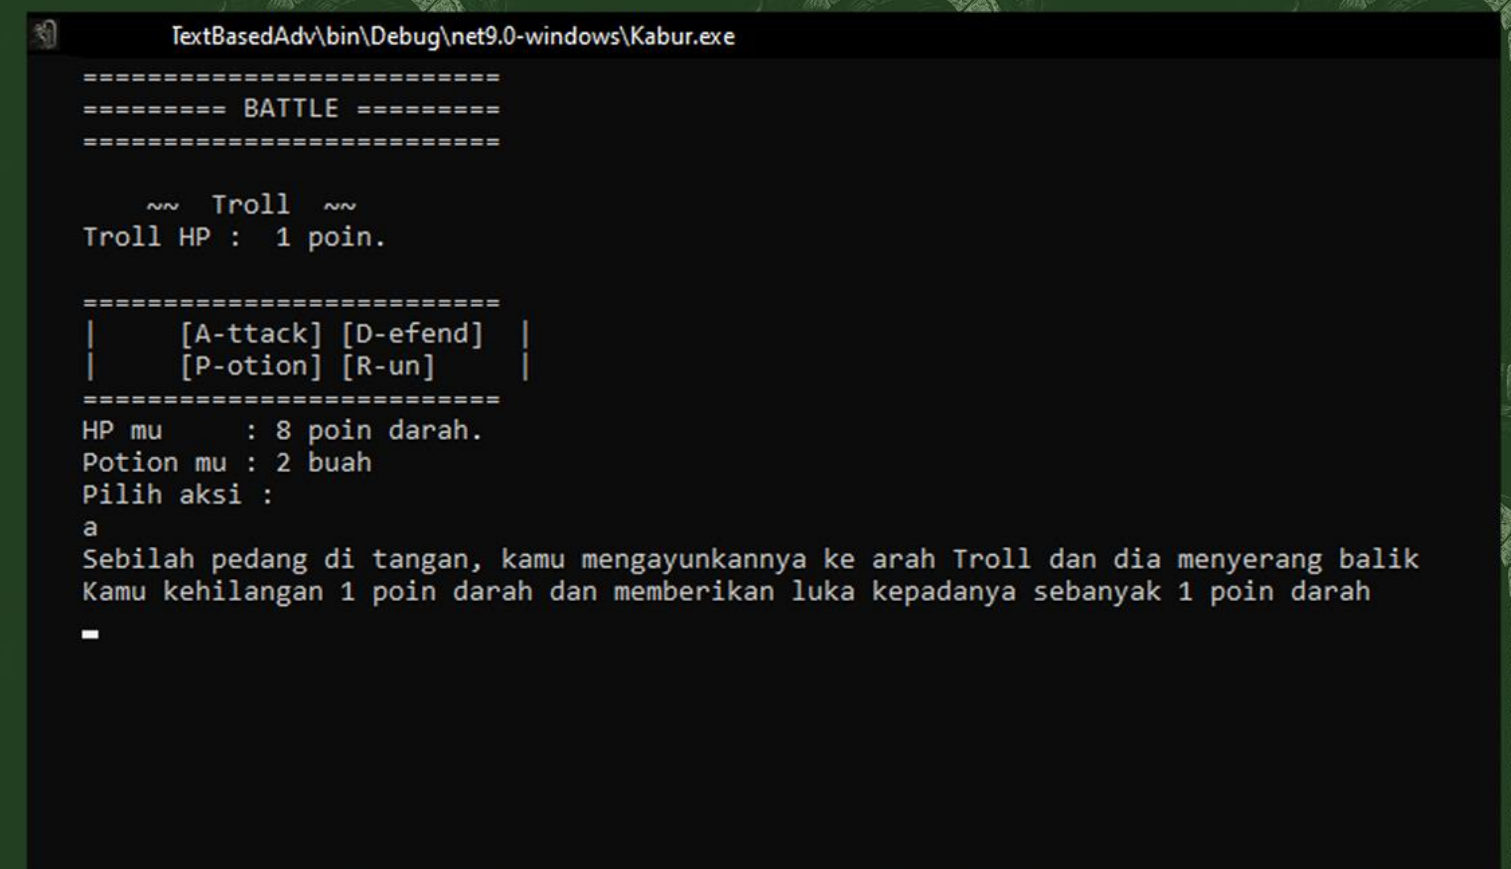 TextBasedAdv\bin\Debug\net9.0-windows\Kabur.exe
==========================
========= BATTLE =========
==========================
~~  Troll  ~~
Troll HP :  1 poin.
==========================
|     [A-ttack] [D-efend]  |
|     [P-otion] [R-un]     |
==========================
HP mu     : 8 poin darah.
Potion mu : 2 buah
Pilih aksi :
a
Sebilah pedang di tangan, kamu mengayunkannya ke arah Troll dan dia menyerang balik
Kamu kehilangan 1 poin darah dan memberikan luka kepadanya sebanyak 1 poin darah